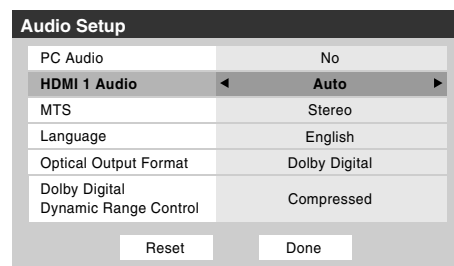 Audio Setup
PC Audio No
HDMI 1 Audio ◀ Auto ▶
MTS Stereo
Language English
Optical Output Format Dolby Digital
Dolby Digital
Dynamic Range Control Compressed
Reset Done